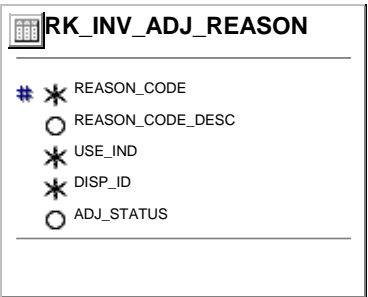 RK_INV_ADJ_REASON
# * REASON_CODE
O REASON_CODE_DESC
* USE_IND
* DISP_ID
O ADJ_STATUS